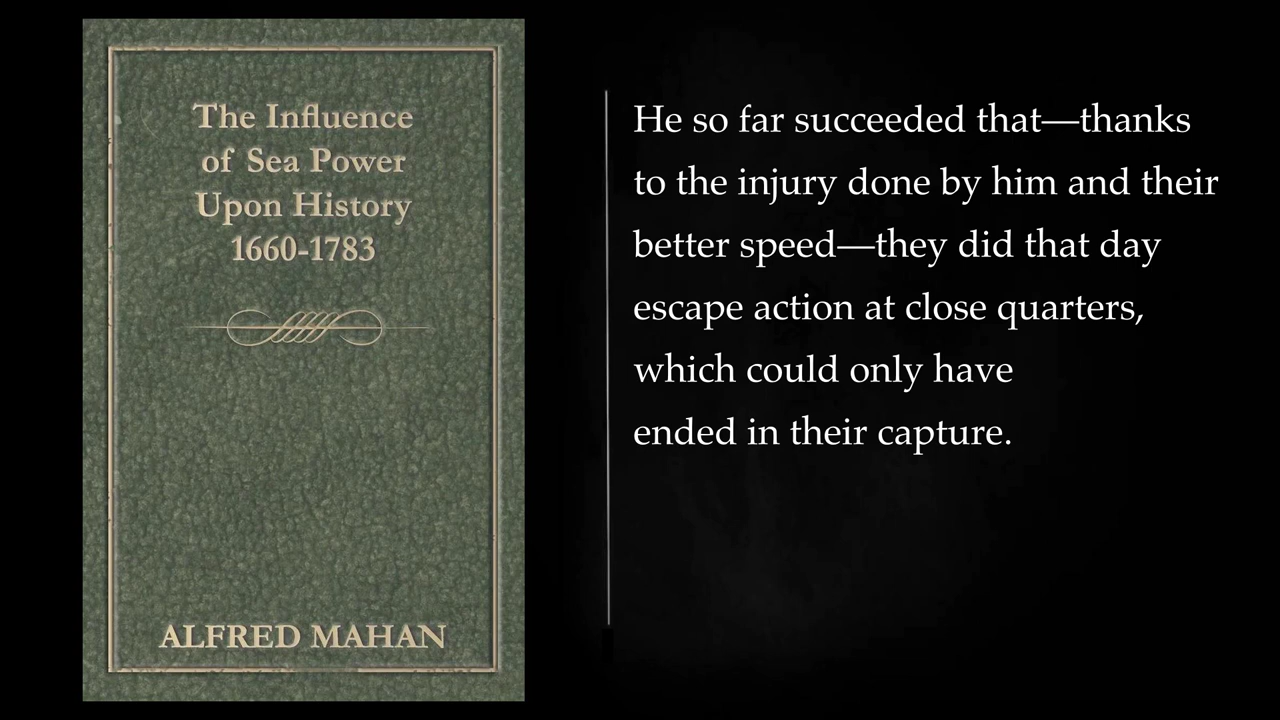 The Influence
of Sea Power
Upon History
1660-1783
ALFRED MAHAN
He so far succeeded that—thanks
to the injury done by him and their
better speed—they did that day
escape action at close quarters,
which could only have
ended in their capture.